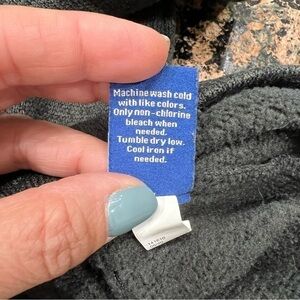 Machine wash cold
with like colors.
Only non-chlorine
bleach when
needed.
Tumble dry low.
Cool iron if
needed.